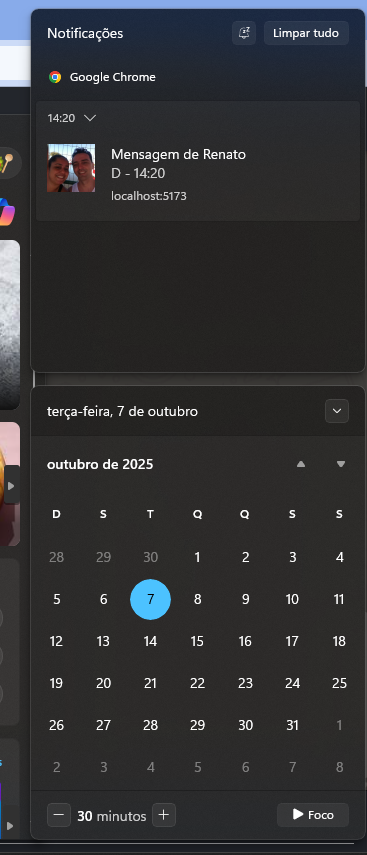 Notificações
Limpar tudo
Google Chrome
14:20
Mensagem de Renato
D - 14:20
localhost:5173
terça-feira, 7 de outubro
outubro de 2025
D S T Q Q S S
28 29 30 1 2 3 4
5 6 7 8 9 10 11
12 13 14 15 16 17 18
19 20 21 22 23 24 25
26 27 28 29 30 31 1
2 3 4 5 6 7 8
30 minutos
Foco